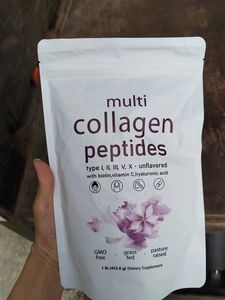 multi
collagen
peptides
type I, II, III, V, X - unflavored
with biotin,vitamin C,hyaluronic acid
GMO free
grass fed
pasture raised
1 lb (453.6 g) Dietary Supplement